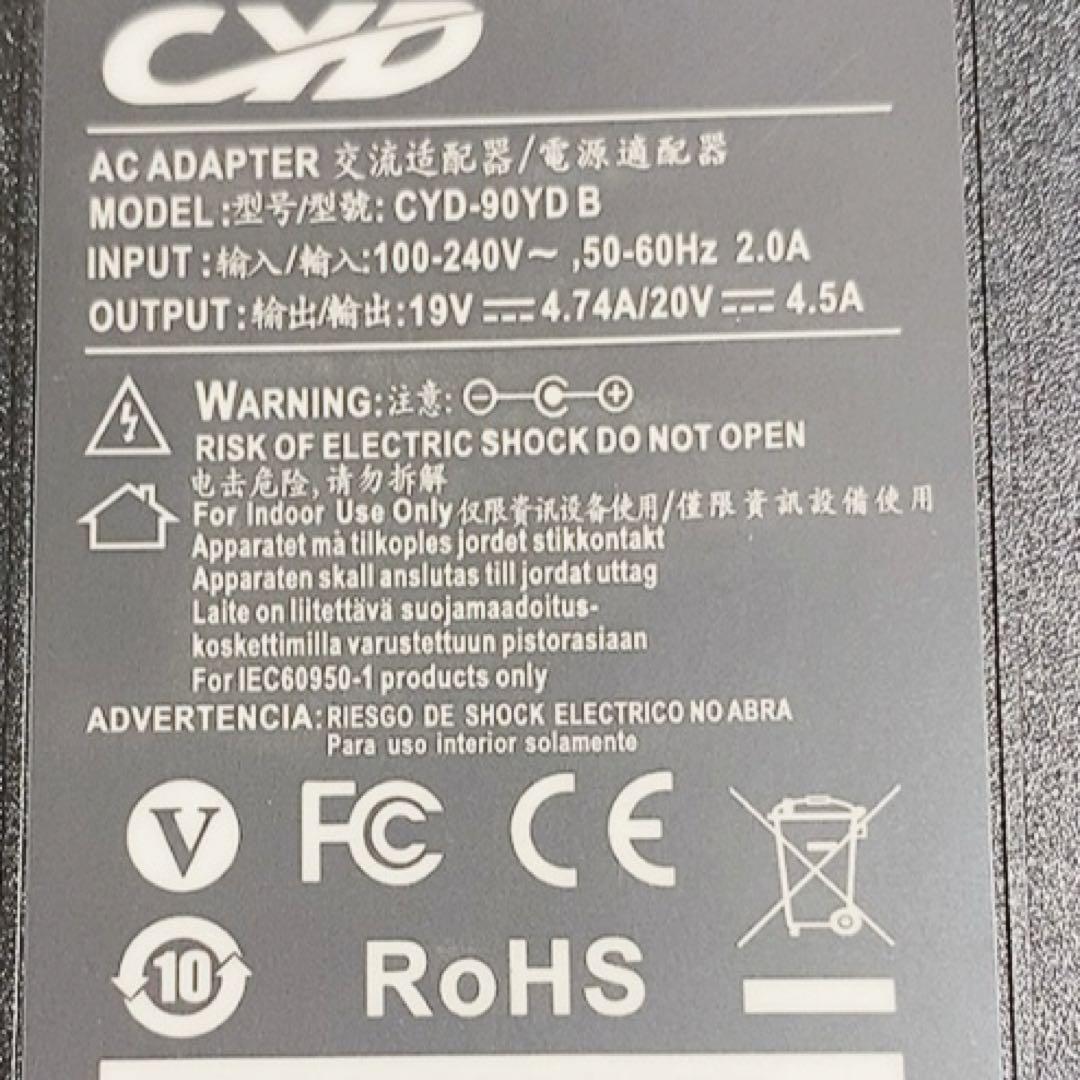 CYD
AC ADAPTER 交流适配器/電源適配器
MODEL:型号/型號: CYD-90YD B
INPUT:输入/輸入:100-240V~ ,50-60Hz 2.0A
OUTPUT:输出/輸出:19V⎓4.74A/20V⎓4.5A
WARNING:注意:
RISK OF ELECTRIC SHOCK DO NOT OPEN
电击危险,请勿拆解
For Indoor Use Only 仅限资讯设备使用/僅限資訊設備使用
Apparatet må tilkoples jordet stikkontakt
Apparaten skall anslutas till jordat uttag
Laite on liitettävä suojamaadoitus-
koskettimilla varustettuun pistorasiaan
For IEC60950-1 products only
ADVERTENCIA: RIESGO DE SHOCK ELECTRICO NO ABRA
Para uso interior solamente
V FC CE
10 RoHS